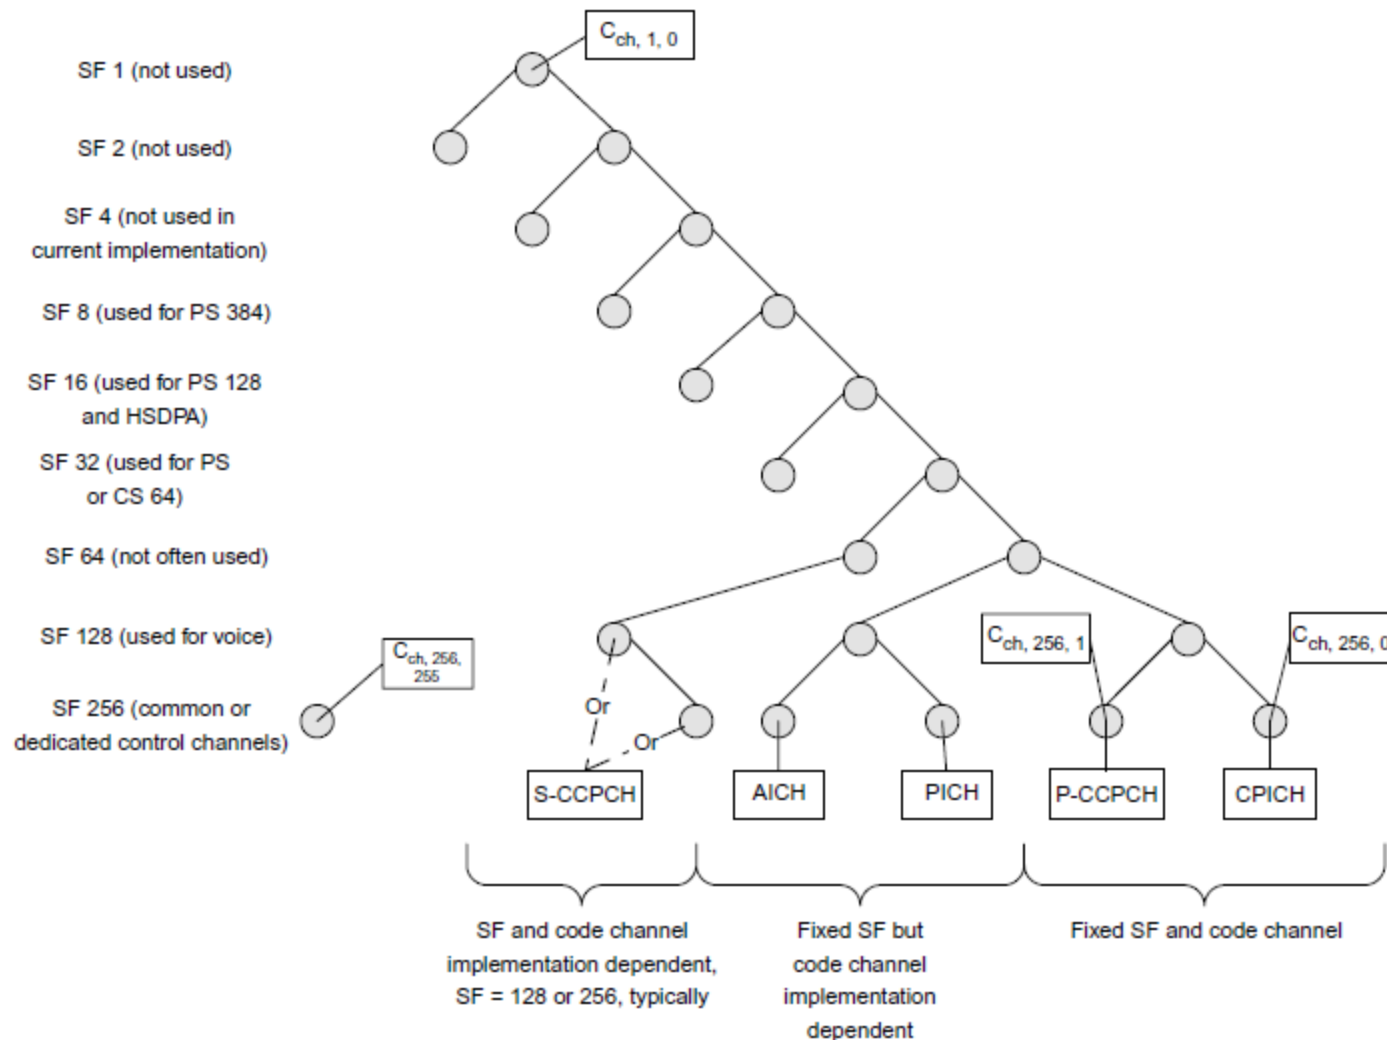 C ch, 1, 0
SF 1 (not used)
SF 2 (not used)
SF 4 (not used in
current implementation)
SF 8 (used for PS 384)
SF 16 (used for PS 128
and HSDPA)
SF 32 (used for PS
or CS 64)
SF 64 (not often used)
SF 128 (used for voice)
C ch, 256,
255
C ch, 256, 1
C ch, 256, 0
SF 256 (common or
dedicated control channels)
Or
Or
S-CCPCH
AICH
PICH
P-CCPCH
CPICH
SF and code channel
implementation dependent,
SF = 128 or 256, typically
Fixed SF but
code channel
implementation
dependent
Fixed SF and code channel